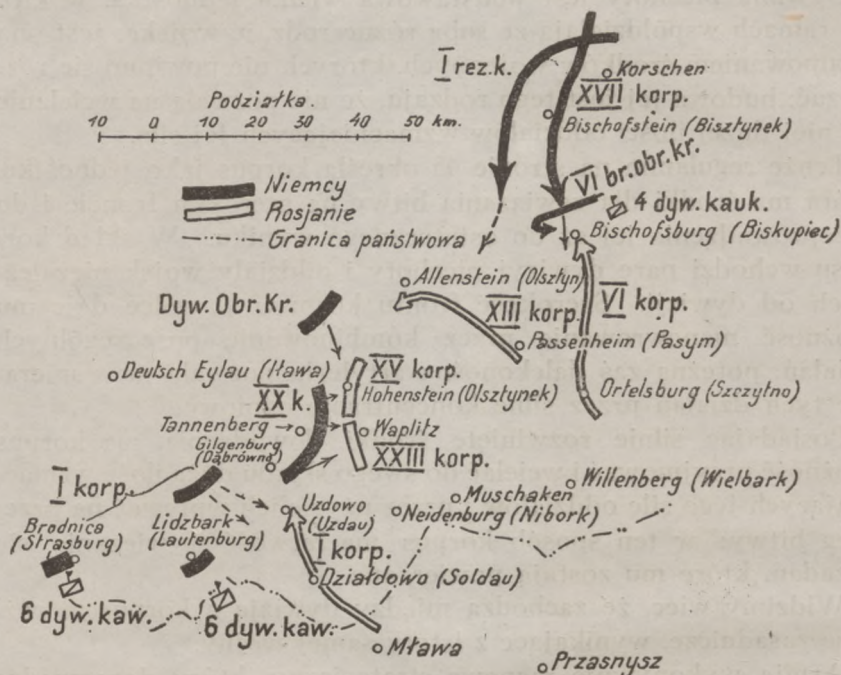 I rez.k.
Korschen
XVII korp.
Bischofstein (Bisztynek)
Podziałka
10 0 10 20 30 40 50 km.
VI br.obr.kr.
Niemcy
Rosjanie
Granica państwowa
4 dyw. kauk.
Bischofsburg (Biskupiec)
Allenstein (Olsztyn)
Dyw. Obr. Kr.
XIII korp.
VI korp.
Passenheim (Pasym)
Deutsch Eylau (Iława)
XV korp.
XX k.
Hohenstein (Olsztynek)
Ortelsburg (Szczytno)
Tannenberg
Waplitz
Gilgenburg
(Dąbrówna)
XXIII korp.
I korp.
Willenberg (Wielbark)
Muschaken
Uzdowo
(Uzdau)
Neidenburg (Nibork)
Brodnica
(Strasburg)
Lidzbark
(Lautenburg)
I korp.
Działdowo (Soldau)
6 dyw. kaw.
6 dyw. kaw.
Mława
Przasnysz